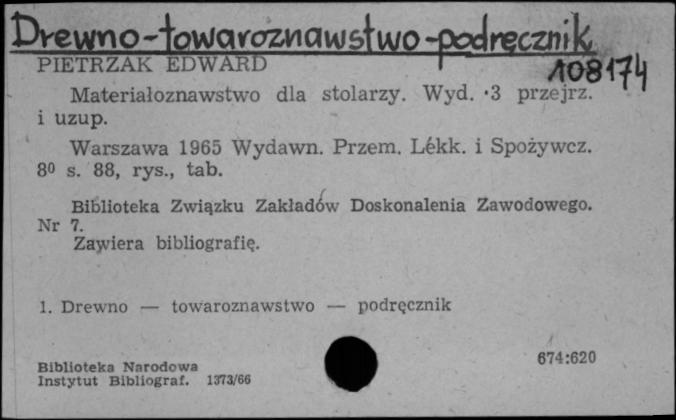 Drewno-towaroznawstwo-podręcznik
PIETRZAK EDWARD
108174
Materiałoznawstwo dla stolarzy. Wyd. 3 przejrz.
i uzup.
Warszawa 1965 Wydawn. Przem. Lekk. i Spożywcz.
8⁰ s. 88, rys., tab.
Biblioteka Związku Zakładów Doskonalenia Zawodowego.
Nr 7.
Zawiera bibliografię.
1. Drewno — towaroznawstwo — podręcznik
674:620
Biblioteka Narodowa
Instytut Bibliograf. 1373/66